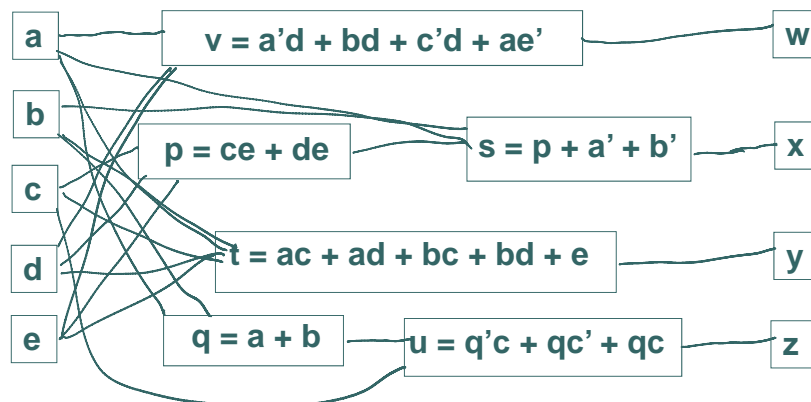 a
v = a’d + bd + c’d + ae’
w
b
p = ce + de
s = p + a’ + b’
x
c
d
t = ac + ad + bc + bd + e
y
e
q = a + b
u = q’c + qc’ + qc
z